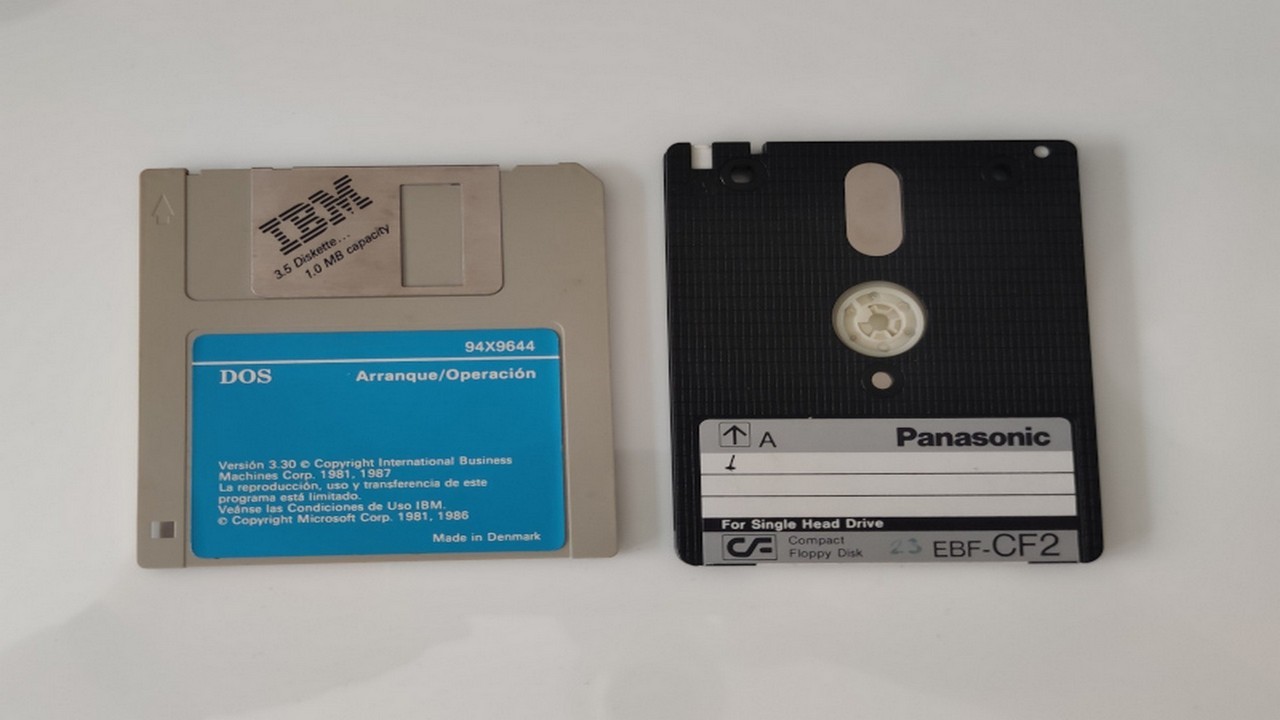 IBM
3.5 Diskette...
1.0 MB capacity
94X9644
DOS Arranque/Operación
Versión 3.30 © Copyright International Business
Machines Corp. 1981, 1987
La reproducción, uso y transferencia de este
programa está limitado.
Veánse las Condiciones de Uso IBM.
© Copyright Microsoft Corp. 1981, 1986
Made in Denmark
A Panasonic
1
For Single Head Drive
CF Compact
Floppy Disk 23 EBF-CF2